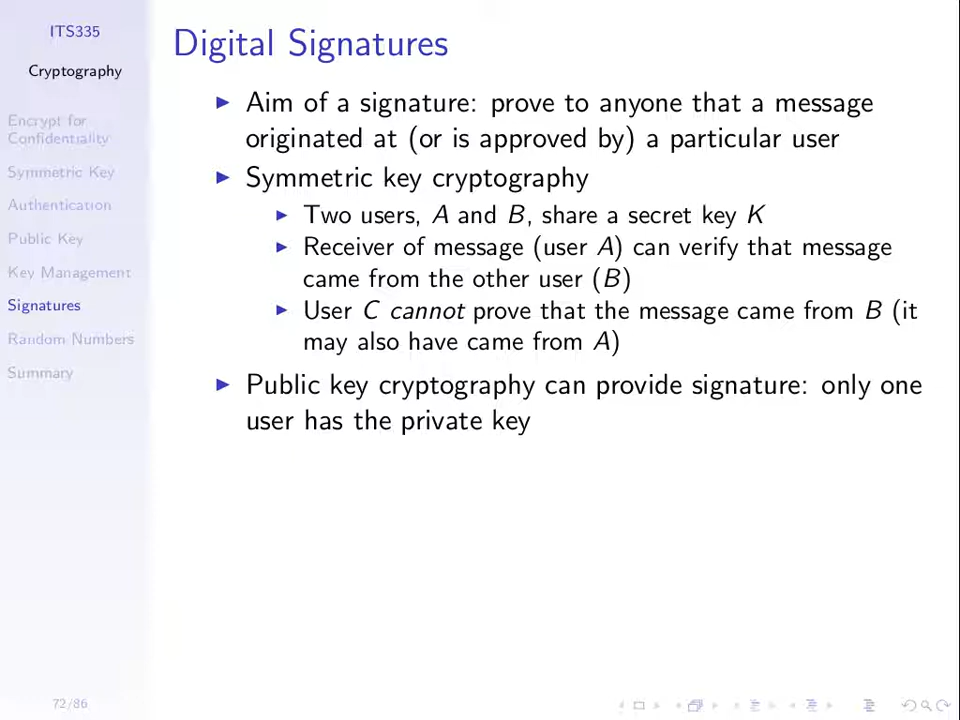 ITS335
Cryptography
Encrypt for
Confidentiality
Symmetric Key
Authentication
Public Key
Key Management
Signatures
Random Numbers
Summary
Digital Signatures
Aim of a signature: prove to anyone that a message
originated at (or is approved by) a particular user
Symmetric key cryptography
Two users, A and B, share a secret key K
Receiver of message (user A) can verify that message
came from the other user (B)
User C cannot prove that the message came from B (it
may also have came from A)
Public key cryptography can provide signature: only one
user has the private key
72/86